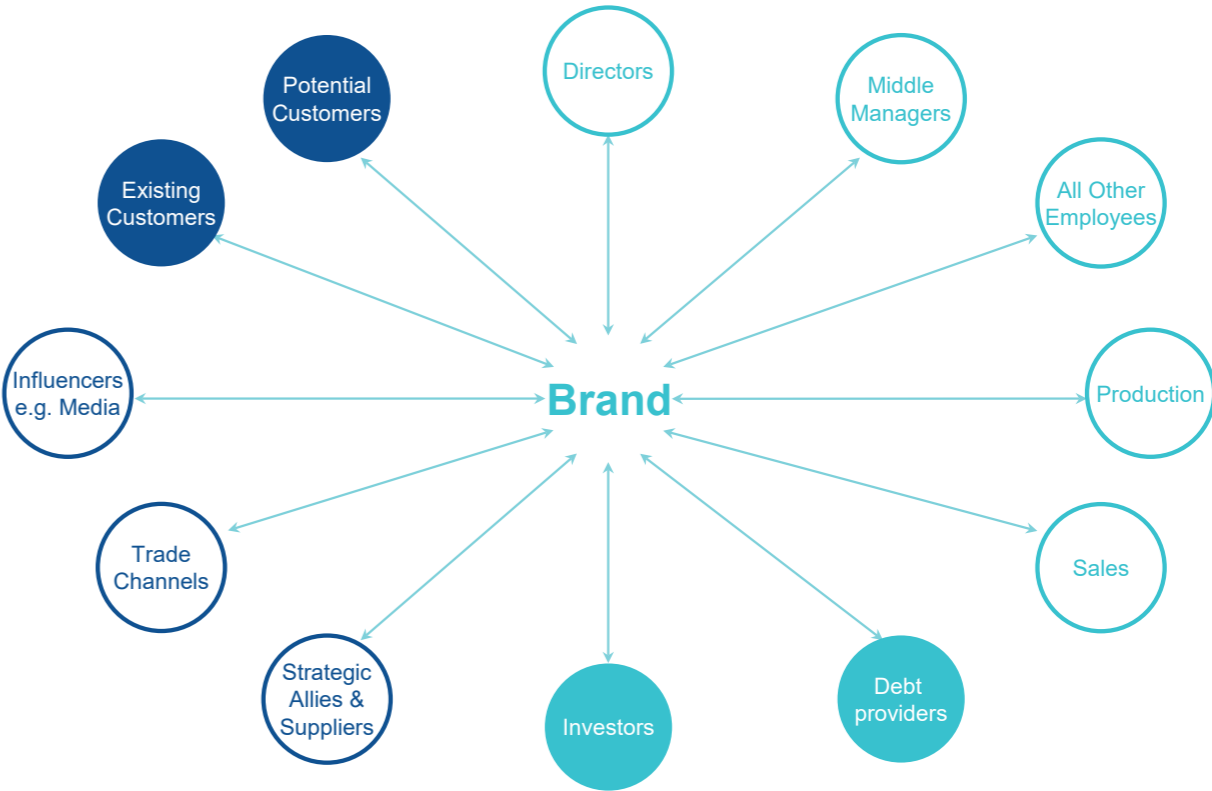 Directors
Potential
Customers
Middle
Managers
Existing
Customers
All Other
Employees
Influencers
e.g. Media
Brand
Production
Trade
Channels
Sales
Strategic
Allies &
Suppliers
Investors
Debt
providers